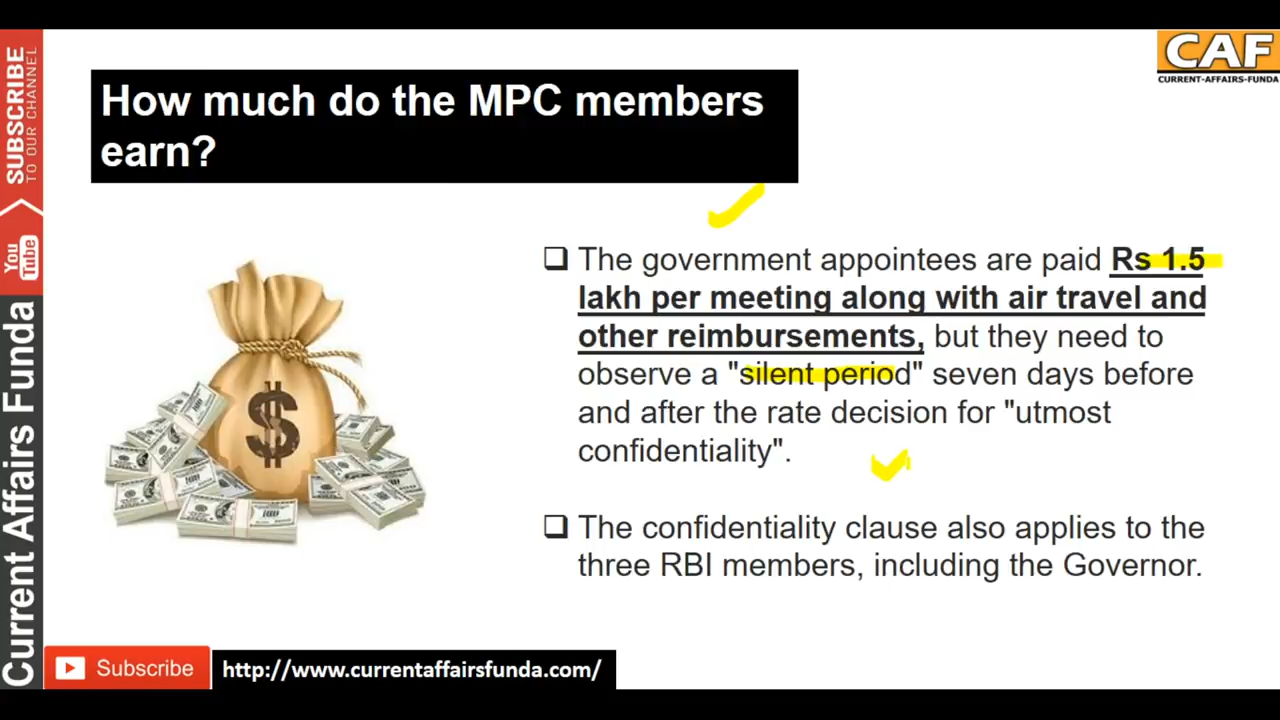 SUBSCRIBE
TO OUR CHANNEL
You
Tube
Current Affairs Funda
CAF
CURRENT-AFFAIRS-FUNDA
How much do the MPC members
earn?
The government appointees are paid Rs 1.5
lakh per meeting along with air travel and
other reimbursements, but they need to
observe a "silent period" seven days before
and after the rate decision for "utmost
confidentiality".
The confidentiality clause also applies to the
three RBI members, including the Governor.
$
Subscribe
http://www.currentaffairsfunda.com/